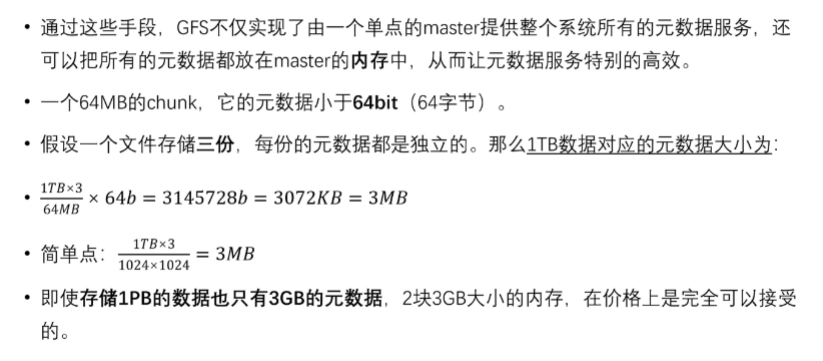 • 通过这些手段，GFS不仅实现了由一个单点的master提供整个系统所有的元数据服务，还
可以把所有的元数据都放在master的内存中，从而让元数据服务特别的高效。
• 一个64MB的chunk，它的元数据小于64bit（64字节）。
• 假设一个文件存储三份，每份的元数据都是独立的。那么1TB数据对应的元数据大小为：
• 1TB×3/64MB × 64b = 3145728b = 3072KB = 3MB
• 简单点：1TB×3/1024×1024 = 3MB
• 即使存储1PB的数据也只有3GB的元数据，2块3GB大小的内存，在价格上是完全可以接受
的。